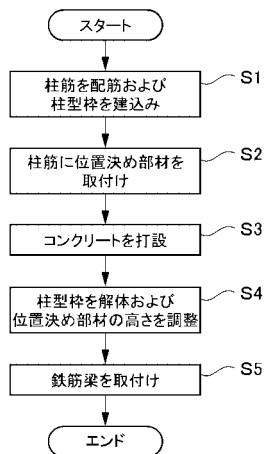 スタート
柱筋を配筋および
柱型枠を建込み
S1
柱筋に位置決め部材を
取付け
S2
コンクリートを打設
S3
柱型枠を解体および
位置決め部材の高さを調整
S4
鉄筋梁を取付け
S5
エンド